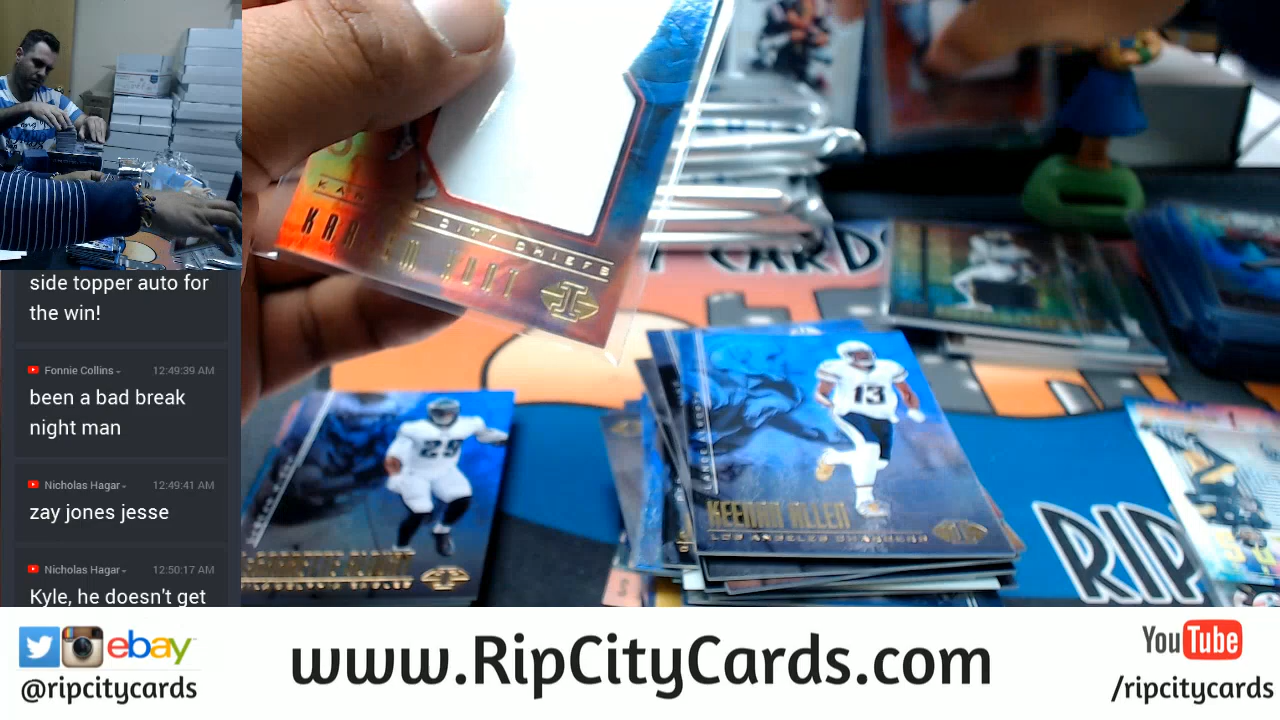 side topper auto for
the win!
Fonnie Collins
12:49:39 AM
been a bad break
night man
Nicholas Hagar
12:49:41 AM
zay jones jesse
Nicholas Hagar
12:50:17 AM
Kyle, he doesn't get
CITY CHIEFS
CARDS
29
13
KEENAN ALLEN
LOS ANGELES CHARGERS
RIP
ebay
@ripcitycards
www.RipCityCards.com
YouTube
/ripcitycards